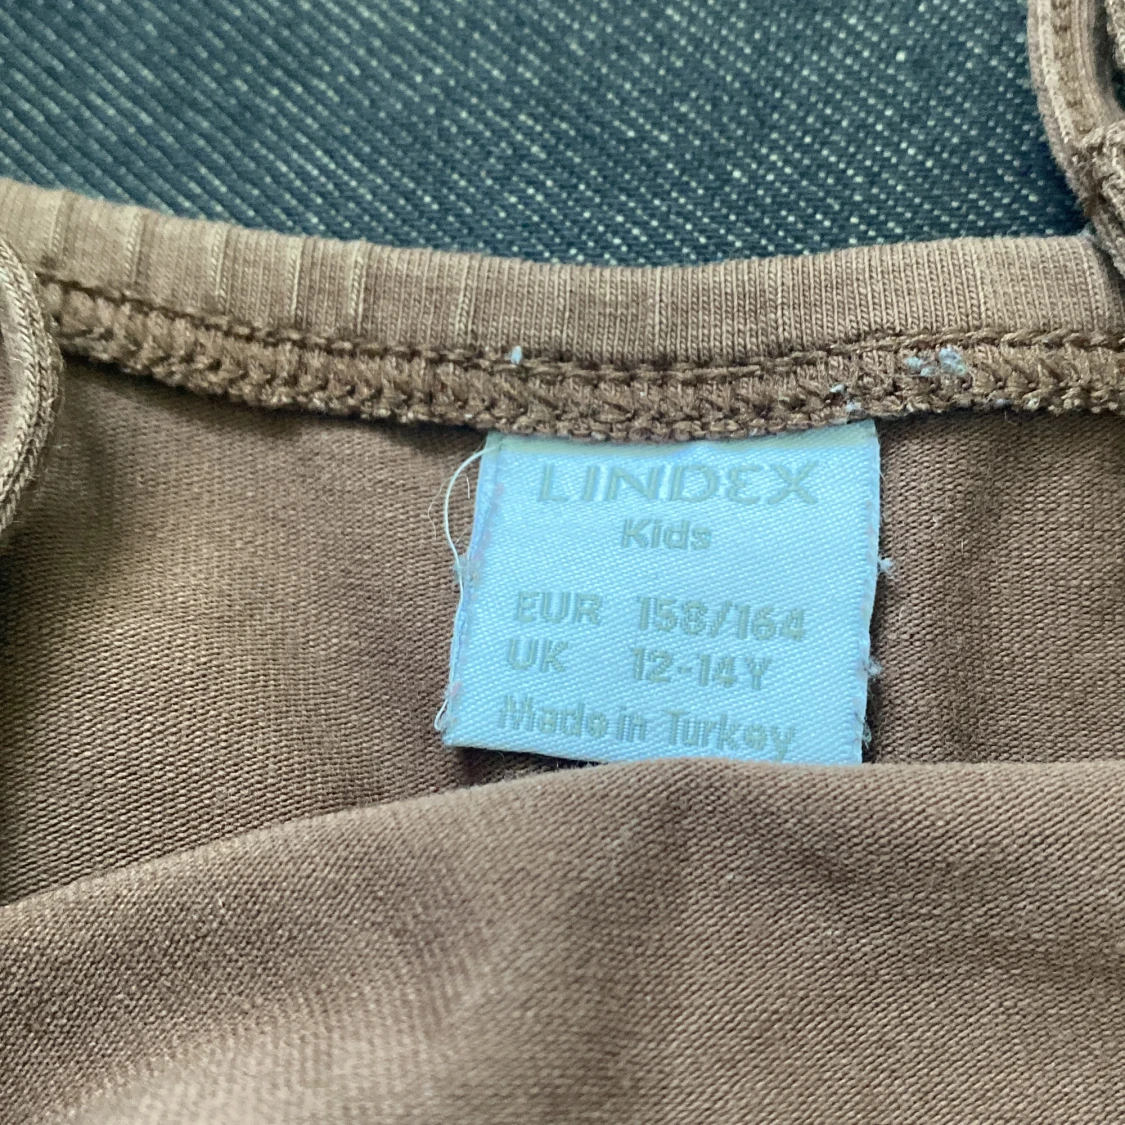 LINDEX
Kids
EUR 158/164
UK 12-14Y
Made in Turkey